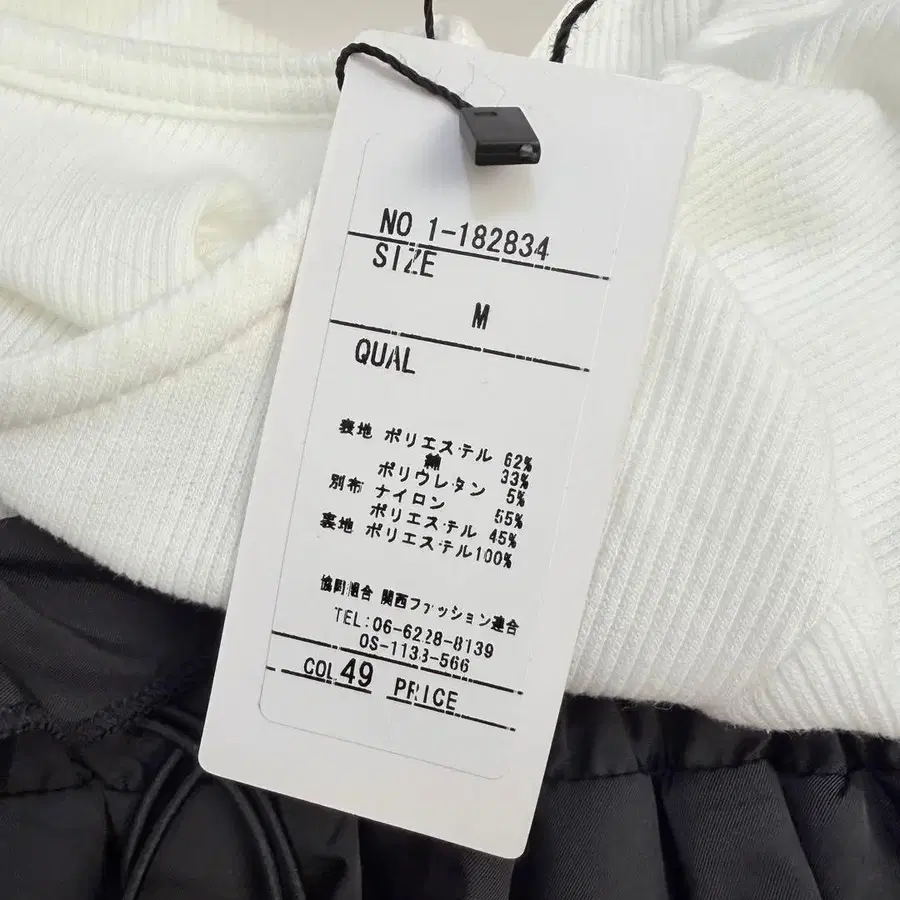 NO 1-182834
SIZE
M
QUAL
表地 ポリエステル 62%
綿 33%
ポリウレタン 5%
別布 ナイロン 55%
ポリエステル 45%
裏地 ポリエステル100%
協同組合 関西ファッション連合
TEL:06-6228-8139
OS-1133-566
COL 49 PRICE